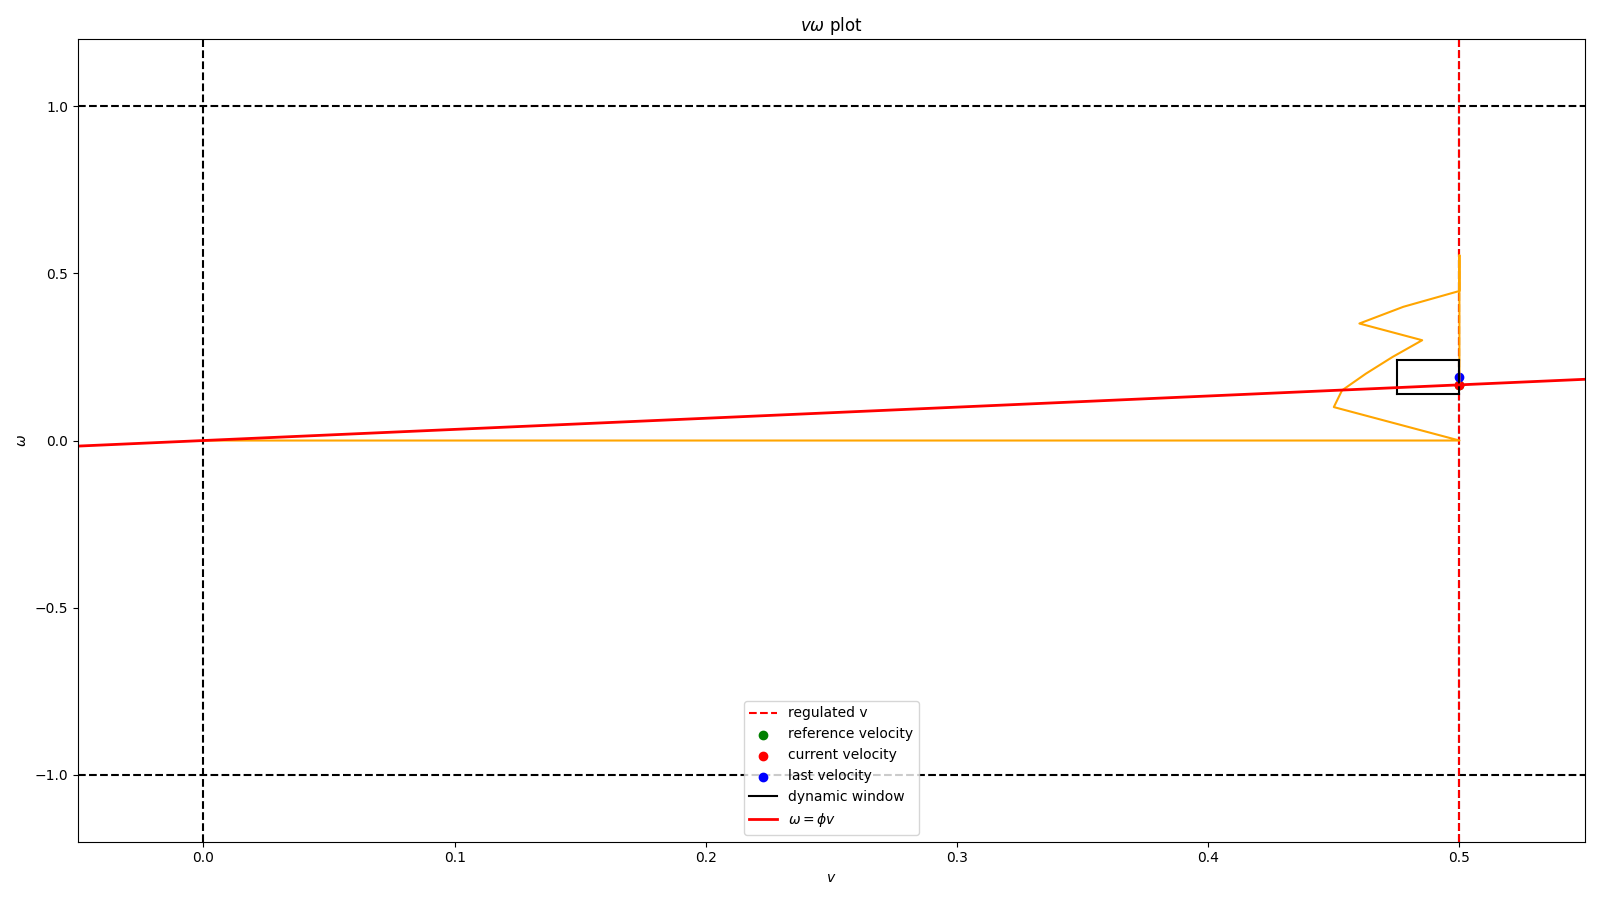 vω plot
1.0
0.5
0.0
−0.5
−1.0
ω
0.0 0.1 0.2 0.3 0.4 0.5
v
regulated v
reference velocity
current velocity
last velocity
dynamic window
ω = ϕv